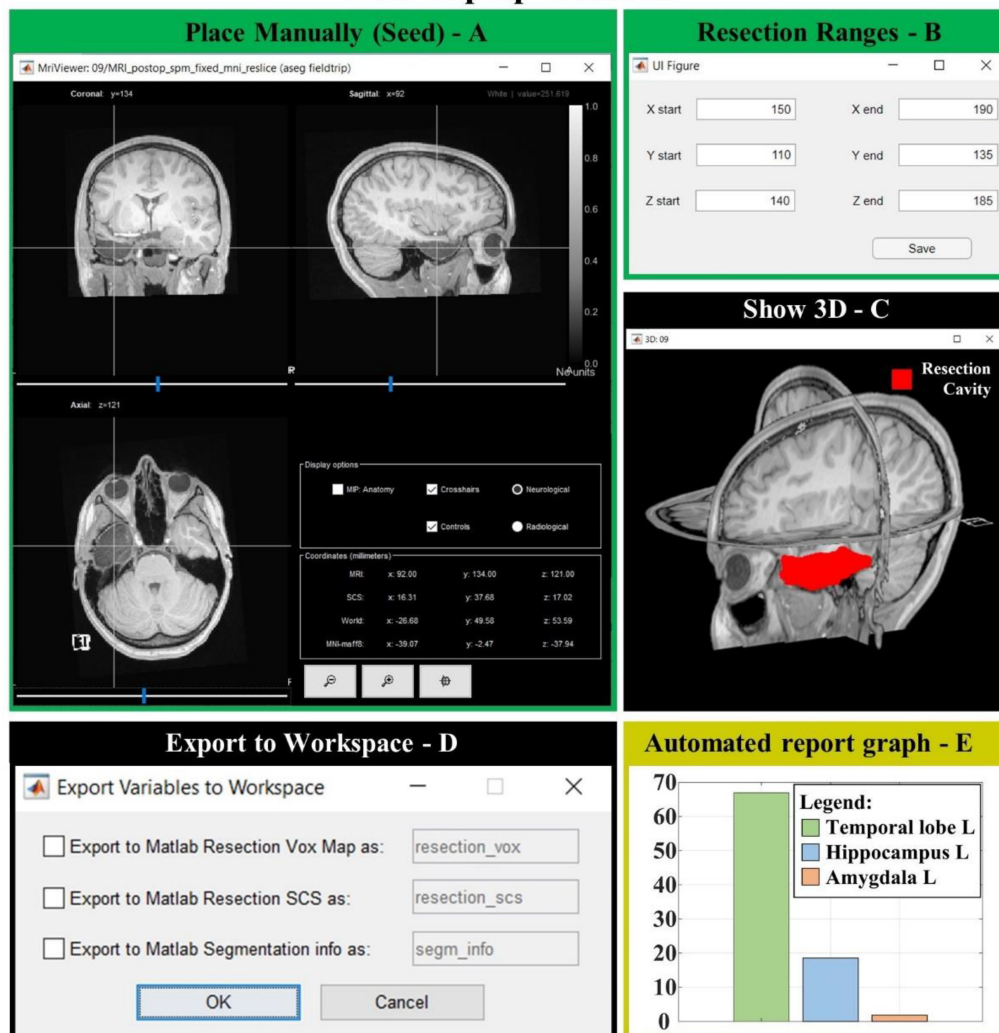 Place Manually (Seed) - A
MriViewer: 09/MRI_postop_spm_fixed_mni_reslice (aseg fieldtrip)
Coronal: y=134
Sagittal: x=92
White | value=251.619
1.0
0.8
0.6
0.4
0.2
0.0
R
A
No units
Axial: z=121
Display options
MIP: Anatomy
Crosshairs
Neurological
Controls
Radiological
Coordinates (millimeters)
MRI: x: 92.00 y: 134.00 z: 121.00
SCS: x: 16.31 y: 37.68 z: 17.02
World: x: -26.68 y: 49.58 z: 53.59
MNI-maff8: x: -39.07 y: -2.47 z: -37.94
Resection Ranges - B
UI Figure
X start 150 X end 190
Y start 110 Y end 135
Z start 140 Z end 185
Save
Show 3D - C
3D: 09
Resection
Cavity
Export to Workspace - D
Export Variables to Workspace
Export to Matlab Resection Vox Map as: resection_vox
Export to Matlab Resection SCS as: resection_scs
Export to Matlab Segmentation info as: segm_info
OK Cancel
Automated report graph - E
70
60
50
40
30
20
10
0
Legend:
Temporal lobe L
Hippocampus L
Amygdala L